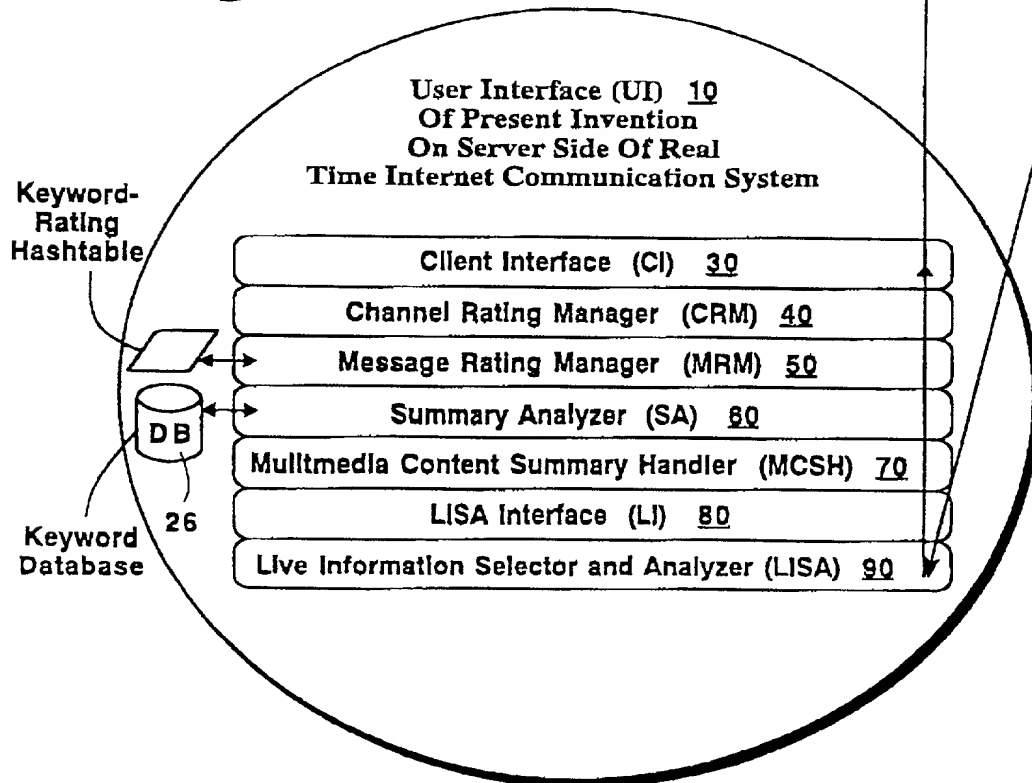 User Interface (UI) 10
Of Present Invention
On Server Side Of Real
Time Internet Communication System
Keyword-
Rating
Hashtable
Client Interface (CI) 30
Channel Rating Manager (CRM) 40
Message Rating Manager (MRM) 50
Summary Analyzer (SA) 60
DB
Mulltmedia Content Summary Handler (MCSH) 70
26
LISA Interface (LI) 80
Keyword
Database
Live Information Selector and Analyzer (LISA) 90